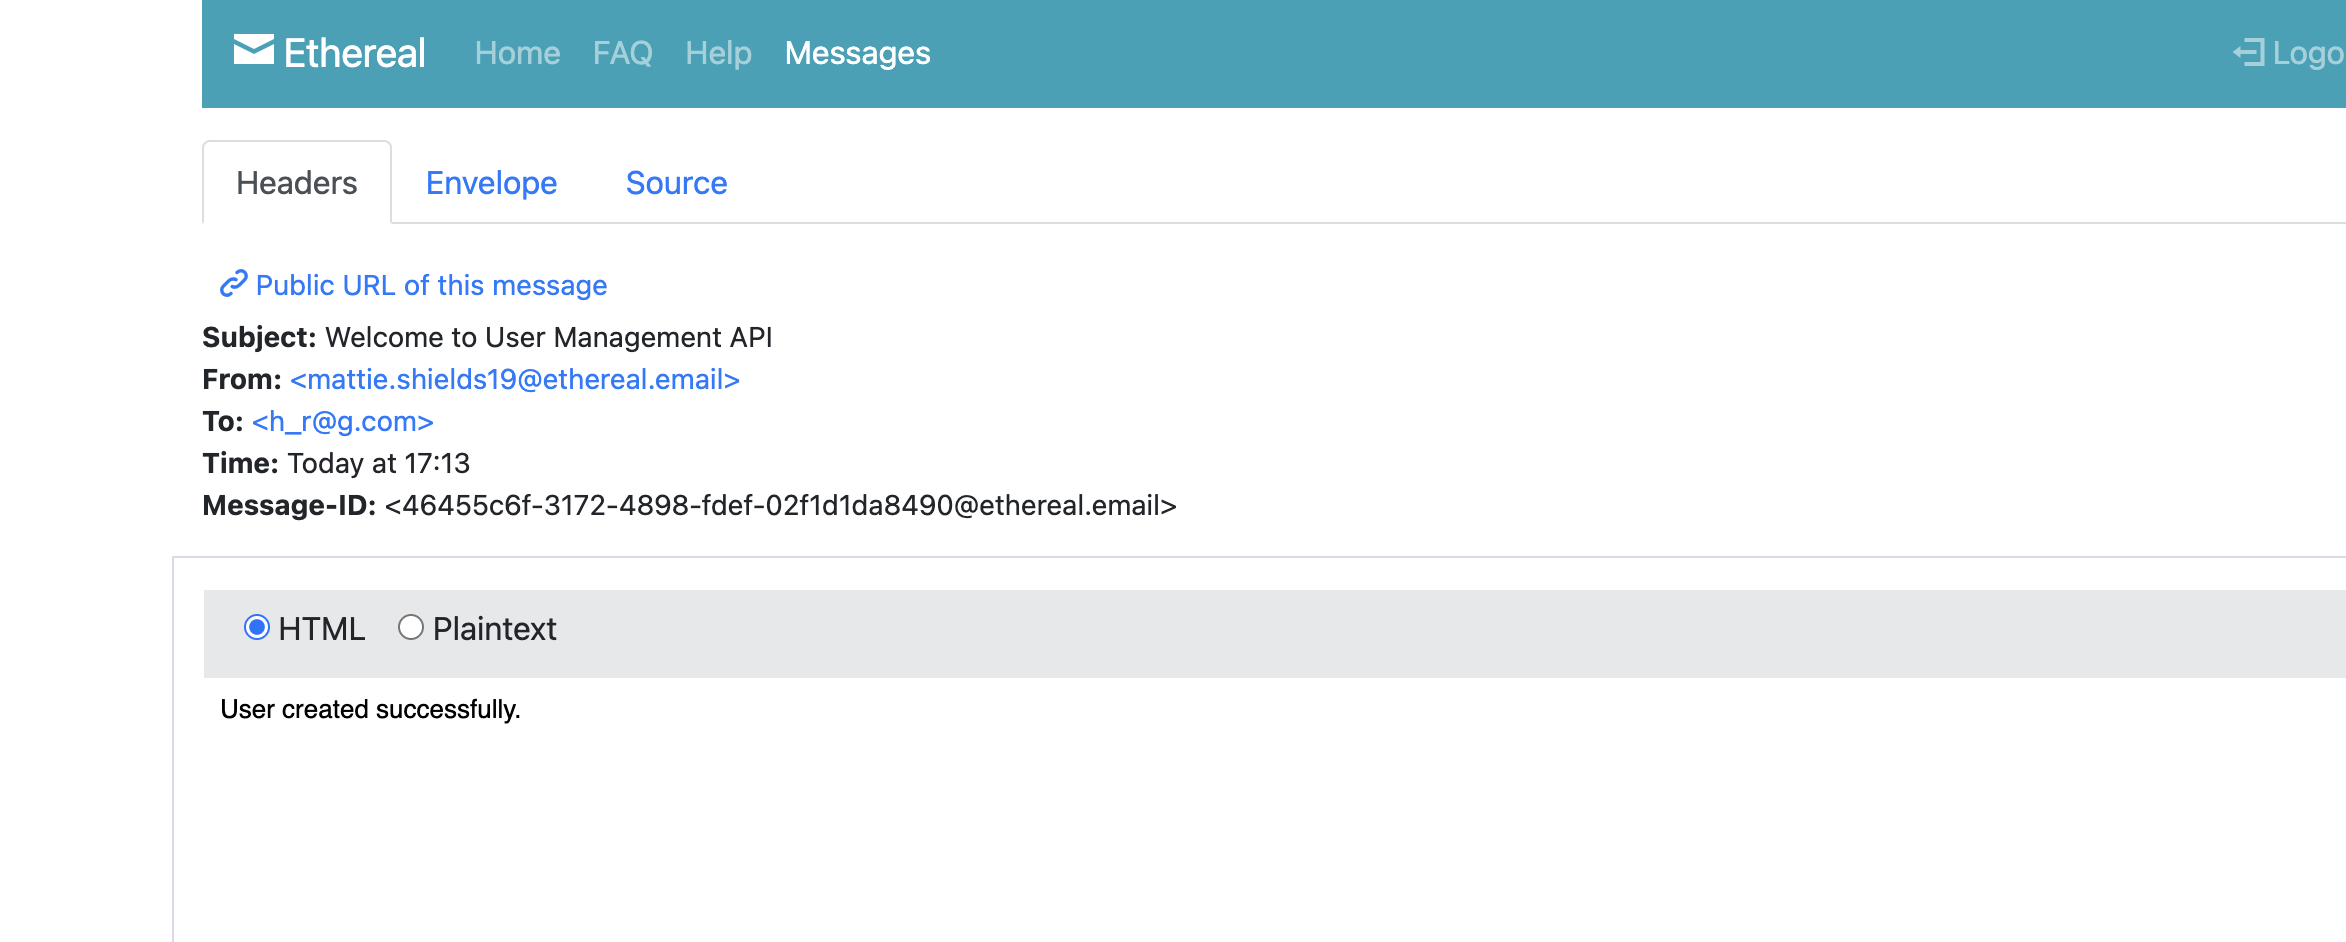 Ethereal Home FAQ Help Messages Logo
Headers Envelope Source
Public URL of this message
Subject: Welcome to User Management API
From: <mattie.shields19@ethereal.email>
To: <h_r@g.com>
Time: Today at 17:13
Message-ID: <46455c6f-3172-4898-fdef-02f1d1da8490@ethereal.email>
HTML Plaintext
User created successfully.